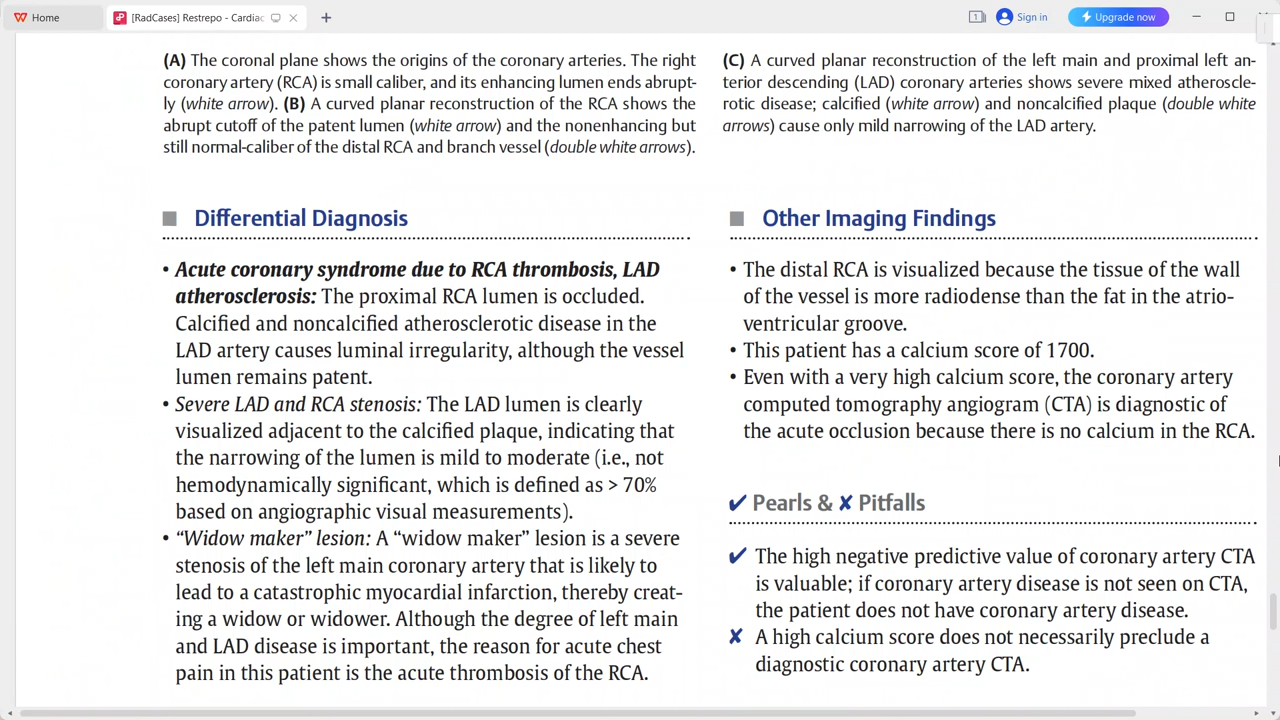 Home
[RadCases] Restrepo - Cardiac
Sign in
Upgrade now
(A) The coronal plane shows the origins of the coronary arteries. The right
coronary artery (RCA) is small caliber, and its enhancing lumen ends abrupt-
ly (white arrow). (B) A curved planar reconstruction of the RCA shows the
abrupt cutoff of the patent lumen (white arrow) and the nonenhancing but
still normal-caliber of the distal RCA and branch vessel (double white arrows).
(C) A curved planar reconstruction of the left main and proximal left an-
terior descending (LAD) coronary arteries shows severe mixed atheroscle-
rotic disease; calcified (white arrow) and noncalcified plaque (double white
arrows) cause only mild narrowing of the LAD artery.
Differential Diagnosis
• Acute coronary syndrome due to RCA thrombosis, LAD
atherosclerosis: The proximal RCA lumen is occluded.
Calcified and noncalcified atherosclerotic disease in the
LAD artery causes luminal irregularity, although the vessel
lumen remains patent.
• Severe LAD and RCA stenosis: The LAD lumen is clearly
visualized adjacent to the calcified plaque, indicating that
the narrowing of the lumen is mild to moderate (i.e., not
hemodynamically significant, which is defined as > 70%
based on angiographic visual measurements).
• “Widow maker” lesion: A “widow maker” lesion is a severe
stenosis of the left main coronary artery that is likely to
lead to a catastrophic myocardial infarction, thereby creat-
ing a widow or widower. Although the degree of left main
and LAD disease is important, the reason for acute chest
pain in this patient is the acute thrombosis of the RCA.
Other Imaging Findings
• The distal RCA is visualized because the tissue of the wall
of the vessel is more radiodense than the fat in the atrio-
ventricular groove.
• This patient has a calcium score of 1700.
• Even with a very high calcium score, the coronary artery
computed tomography angiogram (CTA) is diagnostic of
the acute occlusion because there is no calcium in the RCA.
✔ Pearls & ✘ Pitfalls
✔ The high negative predictive value of coronary artery CTA
is valuable; if coronary artery disease is not seen on CTA,
the patient does not have coronary artery disease.
✘ A high calcium score does not necessarily preclude a
diagnostic coronary artery CTA.